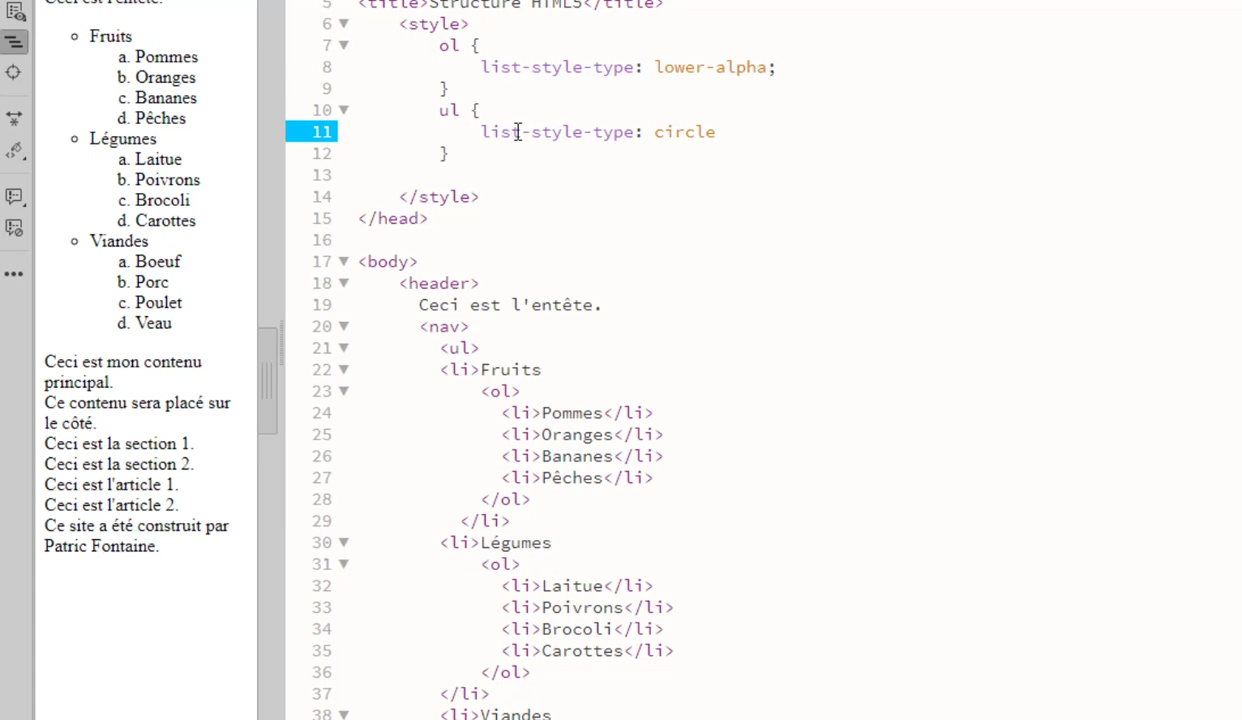 Ceci est l'entête.
Fruits
a. Pommes
b. Oranges
c. Bananes
d. Pêches
Légumes
a. Laitue
b. Poivrons
c. Brocoli
d. Carottes
Viandes
a. Boeuf
b. Porc
c. Poulet
d. Veau
Ceci est mon contenu
principal.
Ce contenu sera placé sur
le côté.
Ceci est la section 1.
Ceci est la section 2.
Ceci est l'article 1.
Ceci est l'article 2.
Ce site a été construit par
Patric Fontaine.
5 <title>Structure HTML5</title>
6 <style>
7 ol {
8 list-style-type: lower-alpha;
9 }
10 ul {
11 list-style-type: circle
12 }
13
14 </style>
15 </head>
16
17 <body>
18 <header>
19 Ceci est l'entête.
20 <nav>
21 <ul>
22 <li>Fruits
23 <ol>
24 <li>Pommes</li>
25 <li>Oranges</li>
26 <li>Bananes</li>
27 <li>Pêches</li>
28 </ol>
29 </li>
30 <li>Légumes
31 <ol>
32 <li>Laitue</li>
33 <li>Poivrons</li>
34 <li>Brocoli</li>
35 <li>Carottes</li>
36 </ol>
37 </li>
38 <li>Viandes